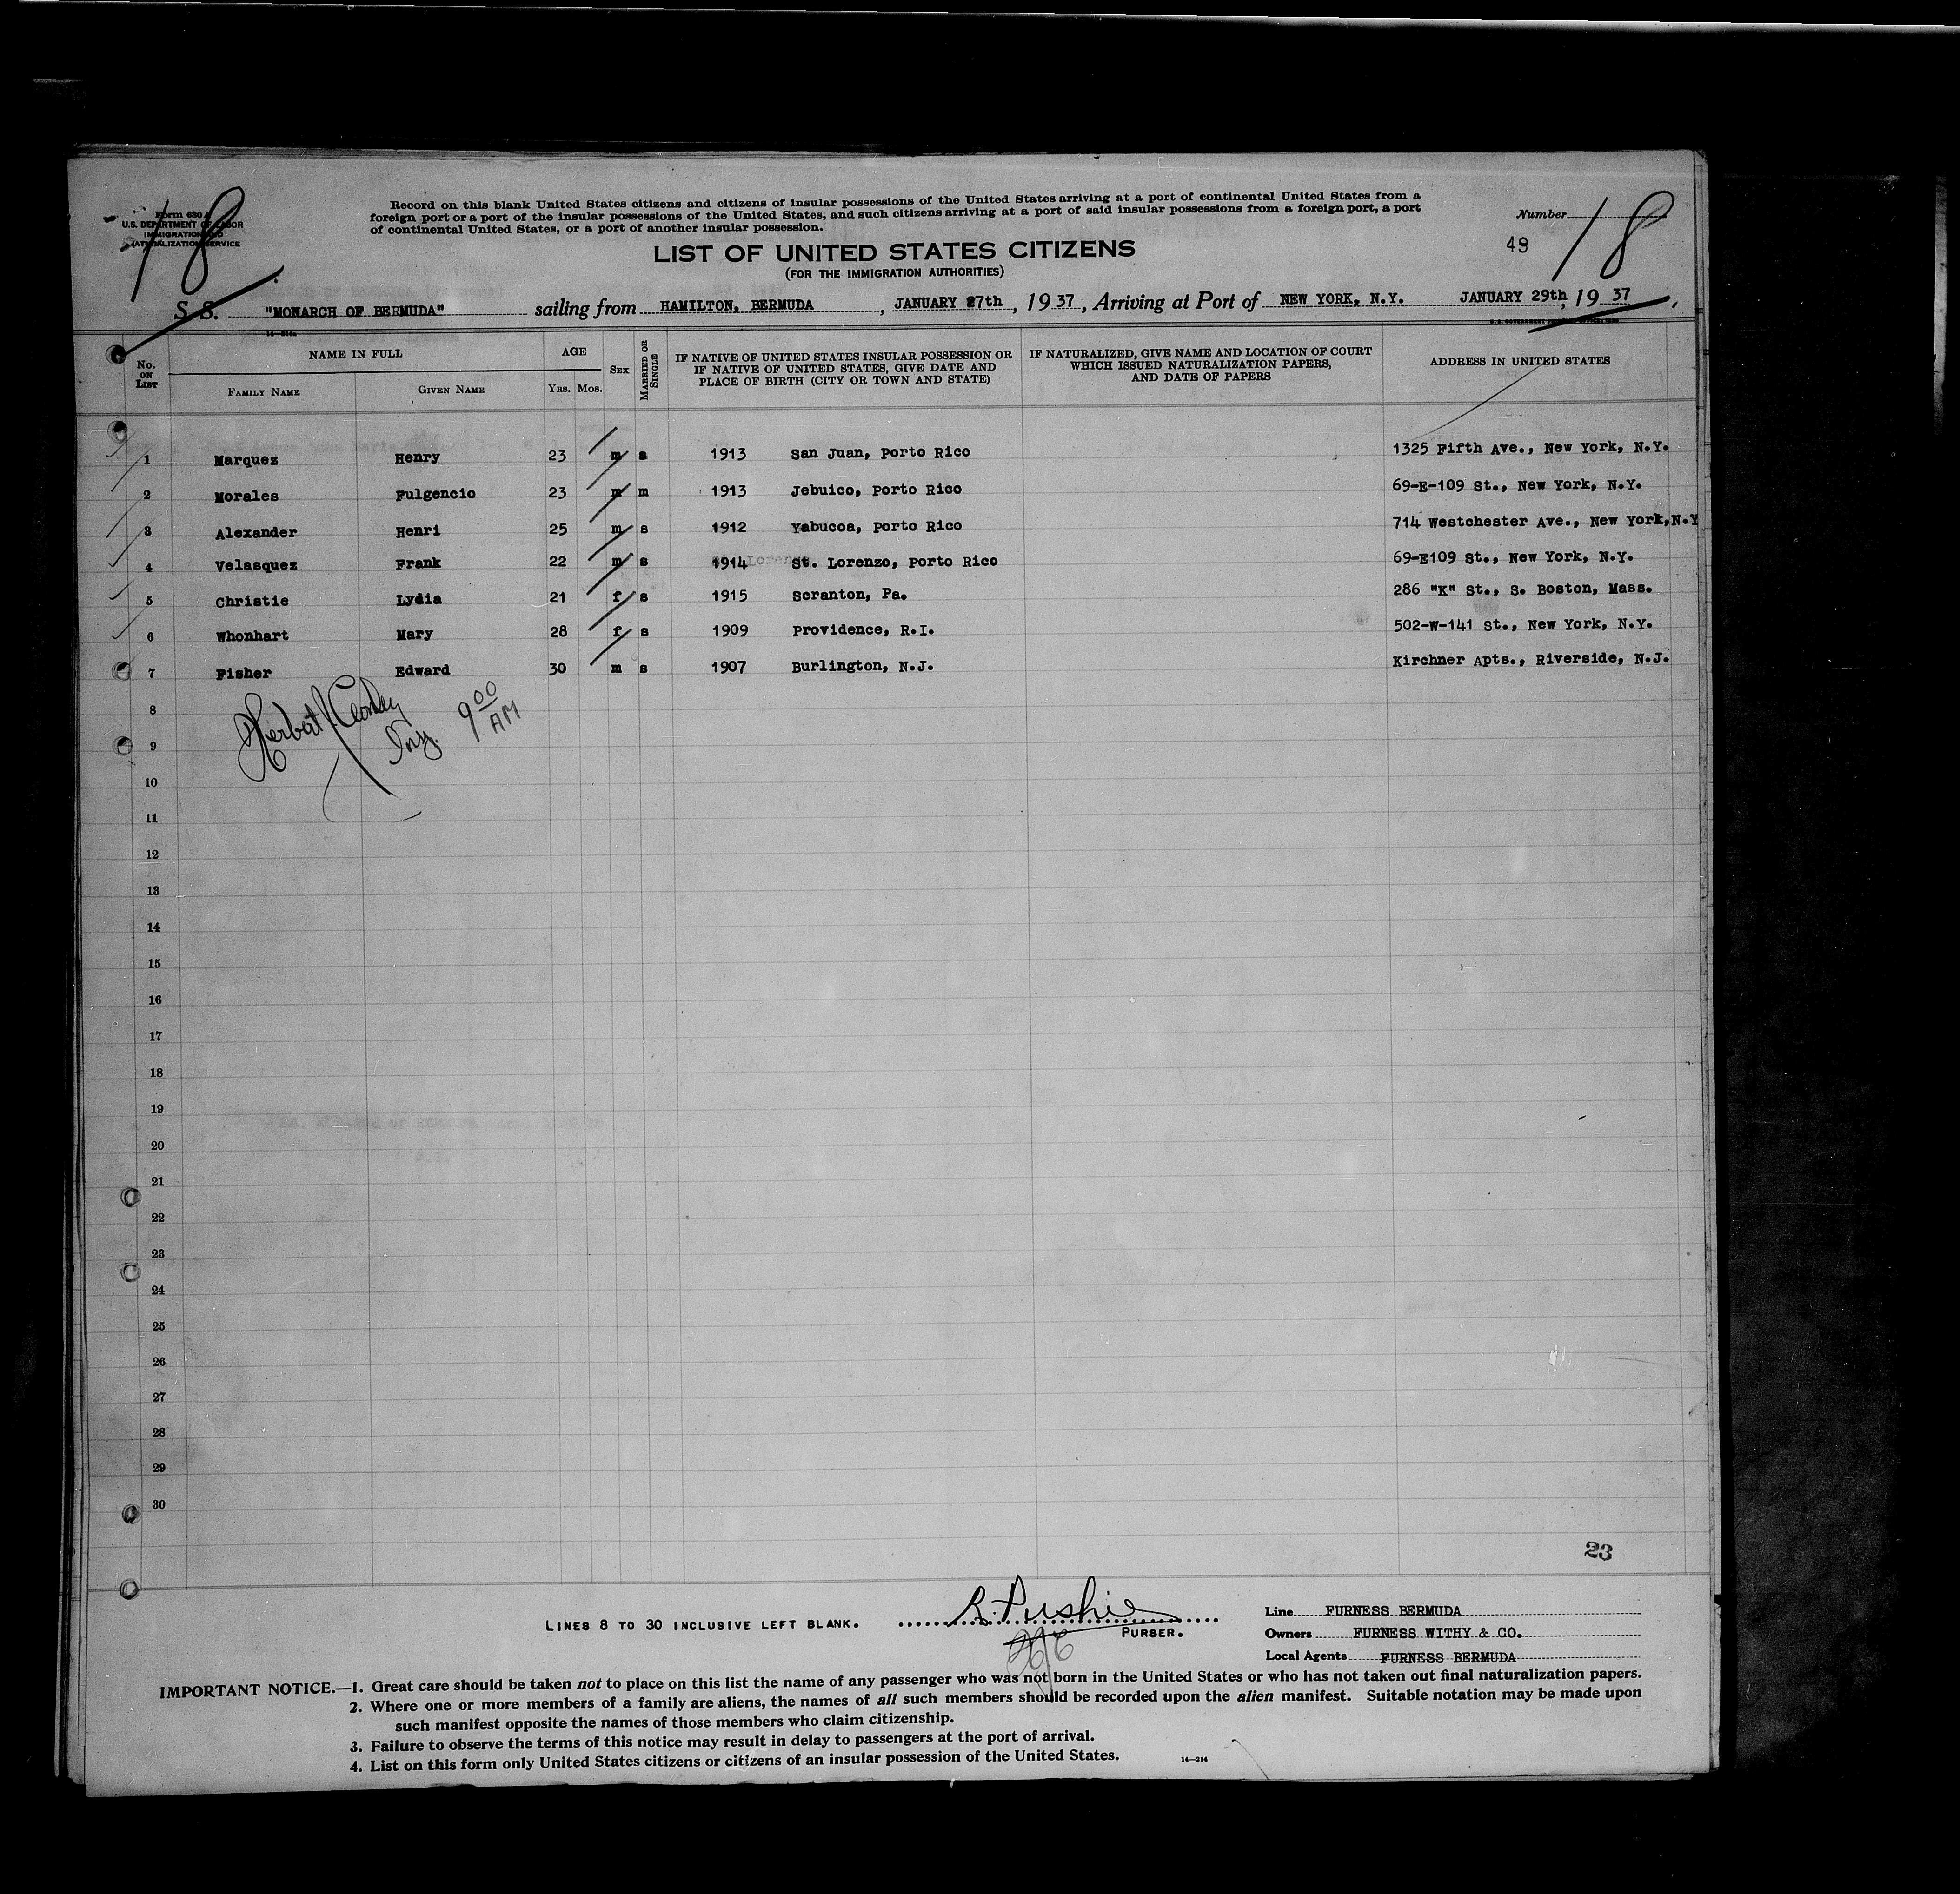 Form 630
U.S. DEPARTMENT OF LABOR
IMMIGRATION AND
NATURALIZATION SERVICE
18
Record on this blank United States citizens and citizens of insular possessions of the United States arriving at a port of continental United States from a
foreign port or a port of the insular possessions of the United States, and such citizens arriving at a port of said insular possessions from a foreign port, a port
of continental United States, or a port of another insular possession.
Number 18
49
LIST OF UNITED STATES CITIZENS
(FOR THE IMMIGRATION AUTHORITIES)
S. S. "MONARCH OF BERMUDA" sailing from HAMILTON, BERMUDA, JANUARY 27th, 1937, Arriving at Port of NEW YORK, N.Y. JANUARY 29th, 1937
No. ON LIST NAME IN FULL FAMILY NAME GIVEN NAME AGE YRS. MOS. SEX MARRIED OR SINGLE IF NATIVE OF UNITED STATES INSULAR POSSESSION OR IF NATIVE OF UNITED STATES, GIVE DATE AND PLACE OF BIRTH (CITY OR TOWN AND STATE) IF NATURALIZED, GIVE NAME AND LOCATION OF COURT WHICH ISSUED NATURALIZATION PAPERS, AND DATE OF PAPERS ADDRESS IN UNITED STATES
1 Marquez Henry 23 m s 1913 San Juan, Porto Rico 1325 Fifth Ave., New York, N.Y.
2 Morales Fulgencio 23 m m 1913 Jebuico, Porto Rico 69-E-109 St., New York, N.Y.
3 Alexander Henri 25 m s 1912 Yabucoa, Porto Rico 714 Westchester Ave., New York,N.Y
4 Velasquez Frank 22 m s 1914 St. Lorenzo, Porto Rico 69-E109 St., New York, N.Y.
5 Christie Lydia 21 f s 1915 Scranton, Pa. 286 "K" St., S. Boston, Mass.
6 Whonhart Mary 28 f s 1909 Providence, R.I. 502-W-141 St., New York, N.Y.
7 Fisher Edward 30 m s 1907 Burlington, N.J. Kirchner Apts., Riverside, N.J.
8
Herbert 9 00 AM
9
10
11
12
13
14
15
16
17
18
19
20
21
22
23
24
25
26
27
28
29
30
23
LINES 8 TO 30 INCLUSIVE LEFT BLANK.
R. Pushie
PURSER.
Line FURNESS BERMUDA
Owners FURNESS WITHY & CO.
Local Agents FURNESS BERMUDA
IMPORTANT NOTICE.—1. Great care should be taken not to place on this list the name of any passenger who was not born in the United States or who has not taken out final naturalization papers.
2. Where one or more members of a family are aliens, the names of all such members should be recorded upon the alien manifest. Suitable notation may be made upon
such manifest opposite the names of those members who claim citizenship.
3. Failure to observe the terms of this notice may result in delay to passengers at the port of arrival.
4. List on this form only United States citizens or citizens of an insular possession of the United States.
14—214